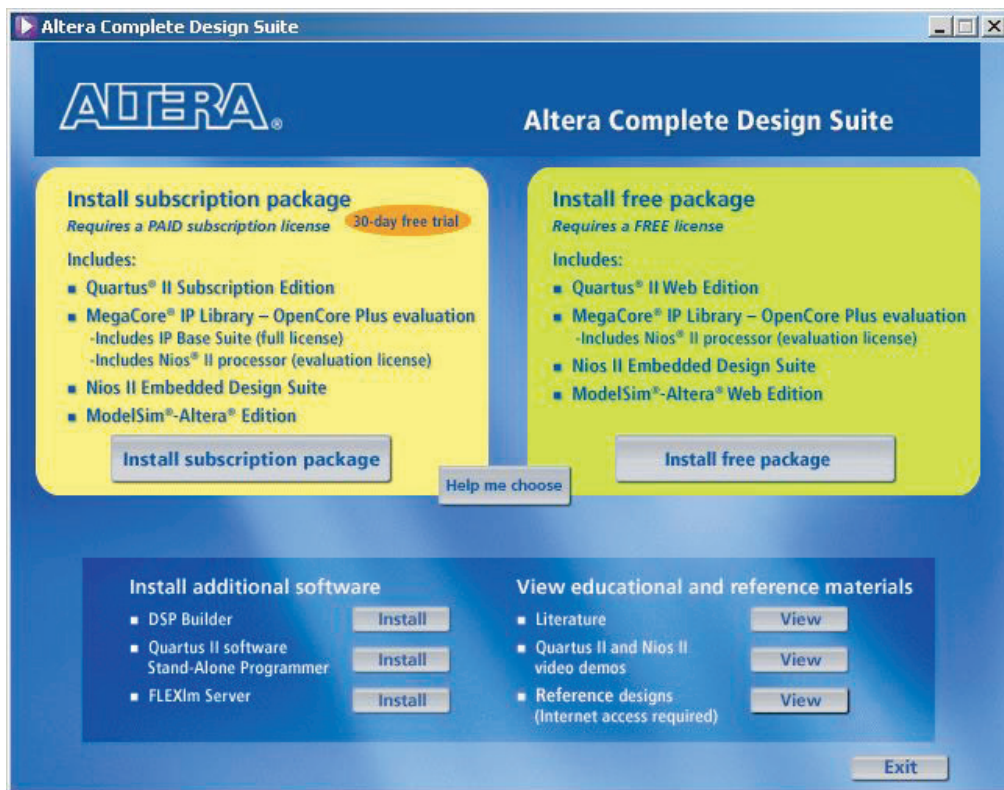 Altera Complete Design Suite
ALTERA®
Altera Complete Design Suite
Install subscription package
Requires a PAID subscription license
30-day free trial
Includes:
▪ Quartus® II Subscription Edition
▪ MegaCore® IP Library – OpenCore Plus evaluation
-Includes IP Base Suite (full license)
-Includes Nios® II processor (evaluation license)
▪ Nios II Embedded Design Suite
▪ ModelSim®-Altera® Edition
Install subscription package
Install free package
Requires a FREE license
Includes:
▪ Quartus® II Web Edition
▪ MegaCore® IP Library – OpenCore Plus evaluation
-Includes Nios® II processor (evaluation license)
▪ Nios II Embedded Design Suite
▪ ModelSim®-Altera® Web Edition
Install free package
Help me choose
Install additional software
▪ DSP Builder
Install
▪ Quartus II software
Stand-Alone Programmer
Install
▪ FLEXlm Server
Install
View educational and reference materials
▪ Literature
View
▪ Quartus II and Nios II
video demos
View
▪ Reference designs
(Internet access required)
View
Exit